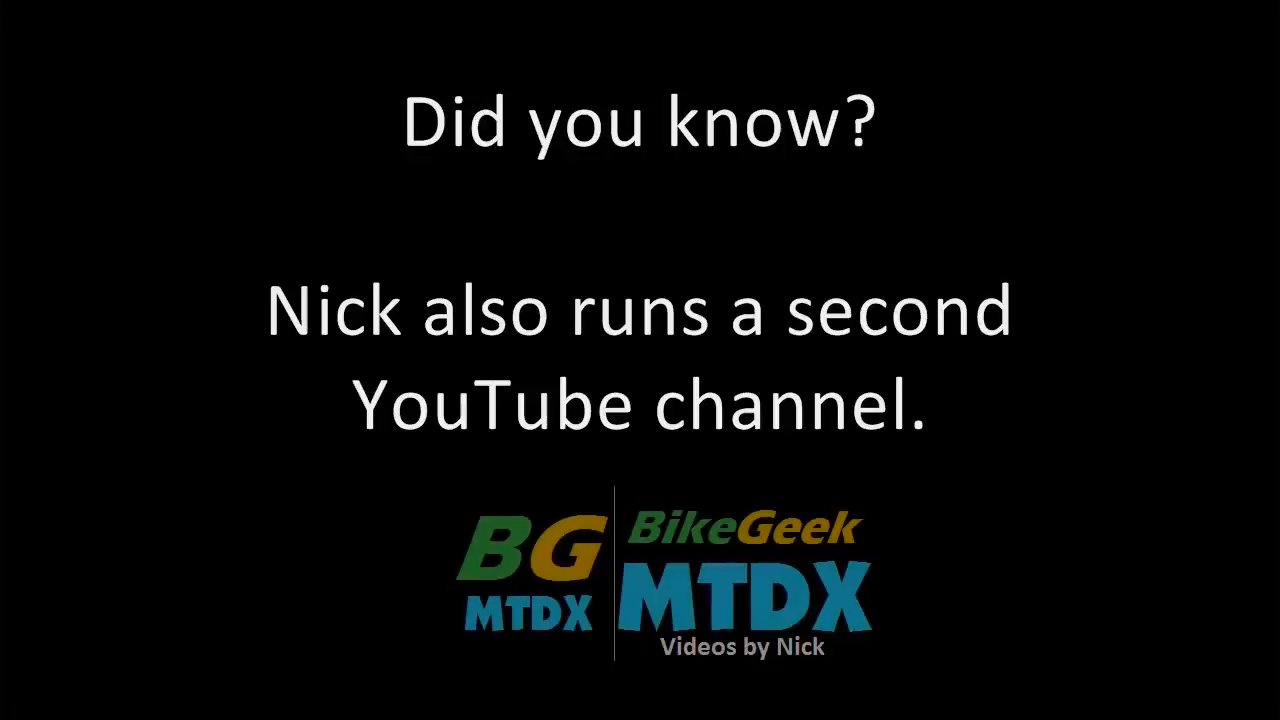 Did you know?
Nick also runs a second
YouTube channel.
BG
MTDX
BikeGeek
MTDX
Videos by Nick